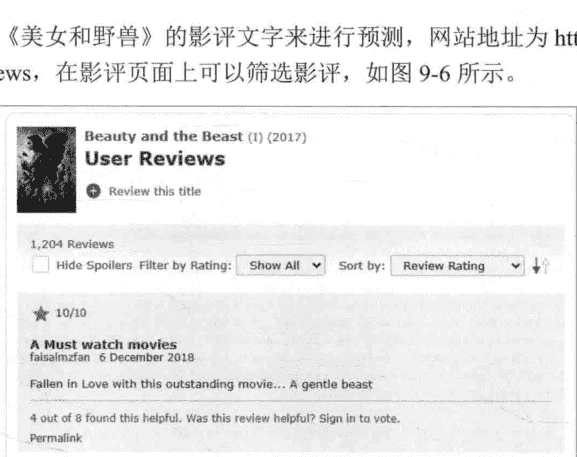 《美女和野兽》的影评文字来进行预测，网站地址为 htt
ews，在影评页面上可以筛选影评，如图 9-6 所示。
Beauty and the Beast (I) (2017)
User Reviews
Review this title
1,204 Reviews
Hide Spoilers Filter by Rating: Show All Sort by: Review Rating
10/10
A Must watch movies
faisalmzfan 6 December 2018
Fallen in Love with this outstanding movie... A gentle beast
4 out of 8 found this helpful. Was this review helpful? Sign in to vote.
Permalink